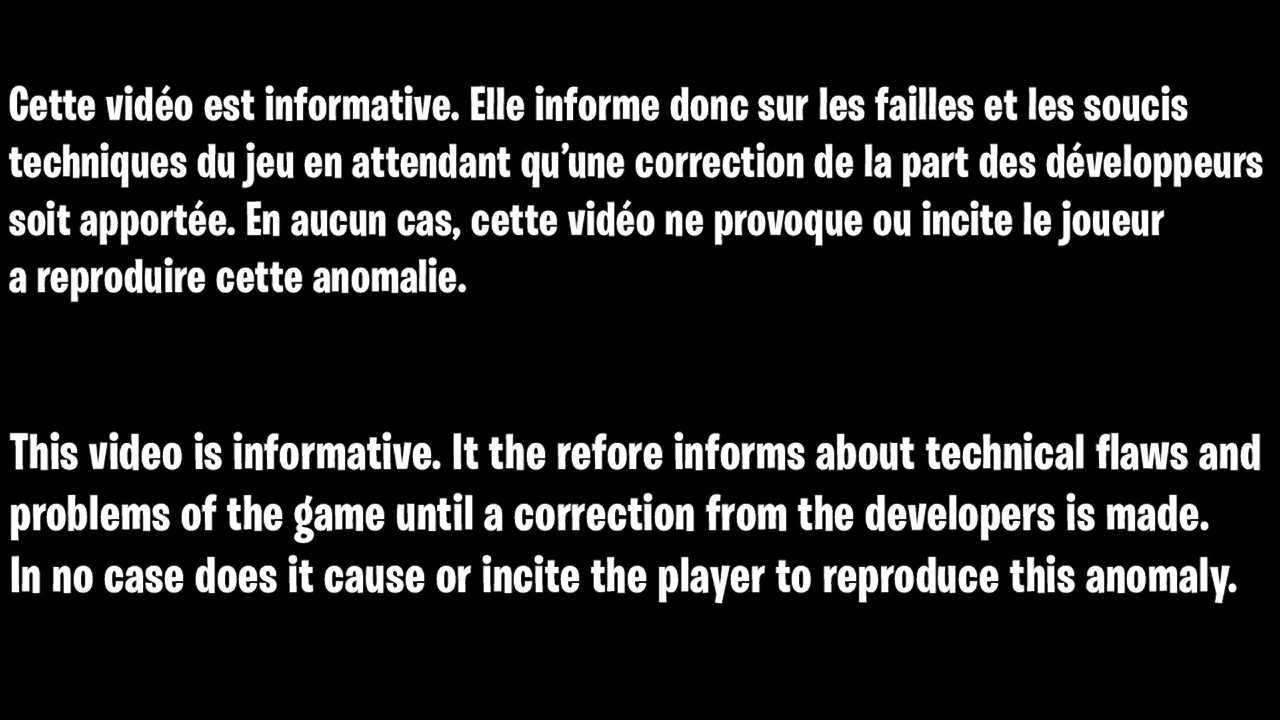 Cette vidéo est informative. Elle informe donc sur les failles et les soucis
techniques du jeu en attendant qu’une correction de la part des développeurs
soit apportée. En aucun cas, cette vidéo ne provoque ou incite le joueur
a reproduire cette anomalie.
This video is informative. It the refore informs about technical flaws and
problems of the game until a correction from the developers is made.
In no case does it cause or incite the player to reproduce this anomaly.